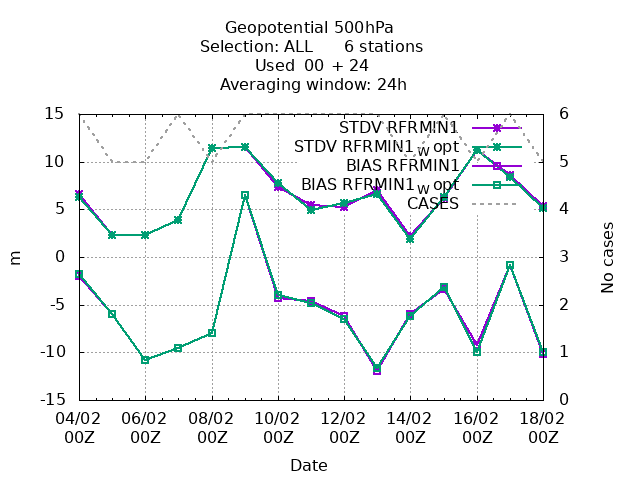 Geopotential 500hPa
Selection: ALL 6 stations
Used 00 + 24
Averaging window: 24h
STDV RFRMIN1
STDV RFRMIN1_w opt
BIAS RFRMIN1
BIAS RFRMIN1_w opt
CASES
15
10
5
0
-5
-10
-15
m
6
5
4
3
2
1
0
No cases
04/02 06/02 08/02 10/02 12/02 14/02 16/02 18/02
00Z 00Z 00Z 00Z 00Z 00Z 00Z 00Z
Date